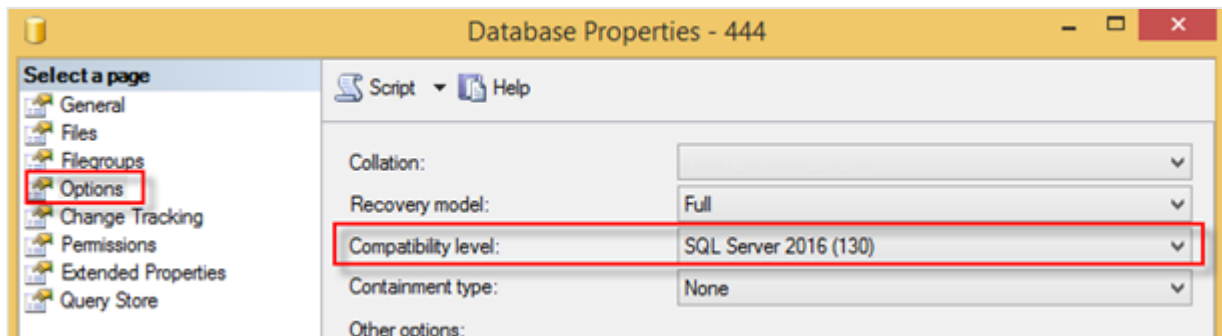 Database Properties - 444
Select a page
General
Files
Filegroups
Options
Change Tracking
Permissions
Extended Properties
Query Store
Script Help
Collation:
Recovery model: Full
Compatibility level: SQL Server 2016 (130)
Containment type: None
Other options: